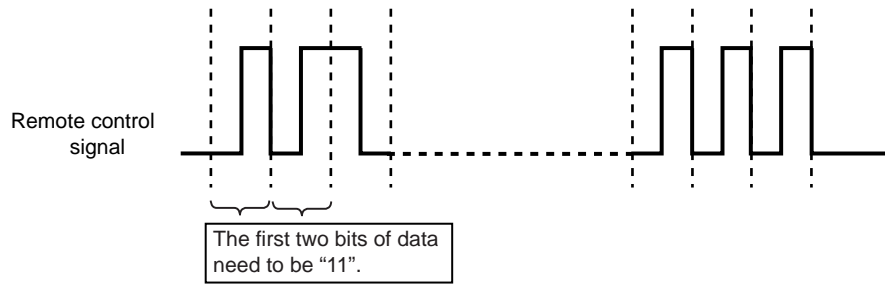 Remote control
signal
The first two bits of data
need to be “11”.